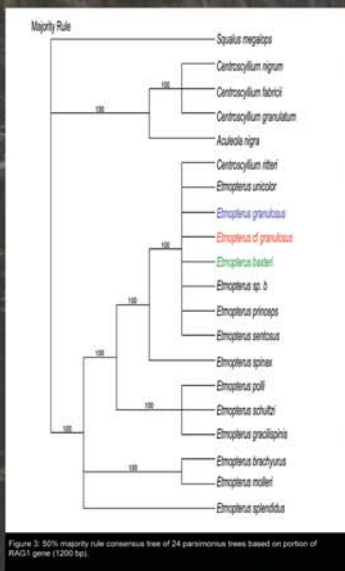 Majority Rule
Squalus megalops
Centroscyllium nigrum
100
Centroscyllium fabricii
100
Centroscyllium granulatum
Aculeola nigra
Centroscyllium ritteri
Etmopterus unicolor
Etmopterus granulosus
Etmopterus cf granulosus
100
Etmopterus baxteri
Etmopterus sp. b
100
Etmopterus princeps
Etmopterus sentosus
100
Etmopterus spinax
Etmopterus polli
100
Etmopterus schultzi
Etmopterus gracilispinis
100
Etmopterus brachyurus
100
Etmopterus molleri
Etmopterus splendidus
Figure 3: 50% majority rule consensus tree of 24 parsimonius trees based on portion of
RAG1 gene (1200 bp).